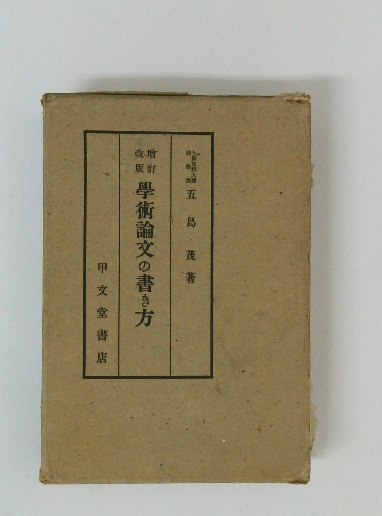 五島茂著
増訂
改版
學術論文の書き方
甲文堂書店